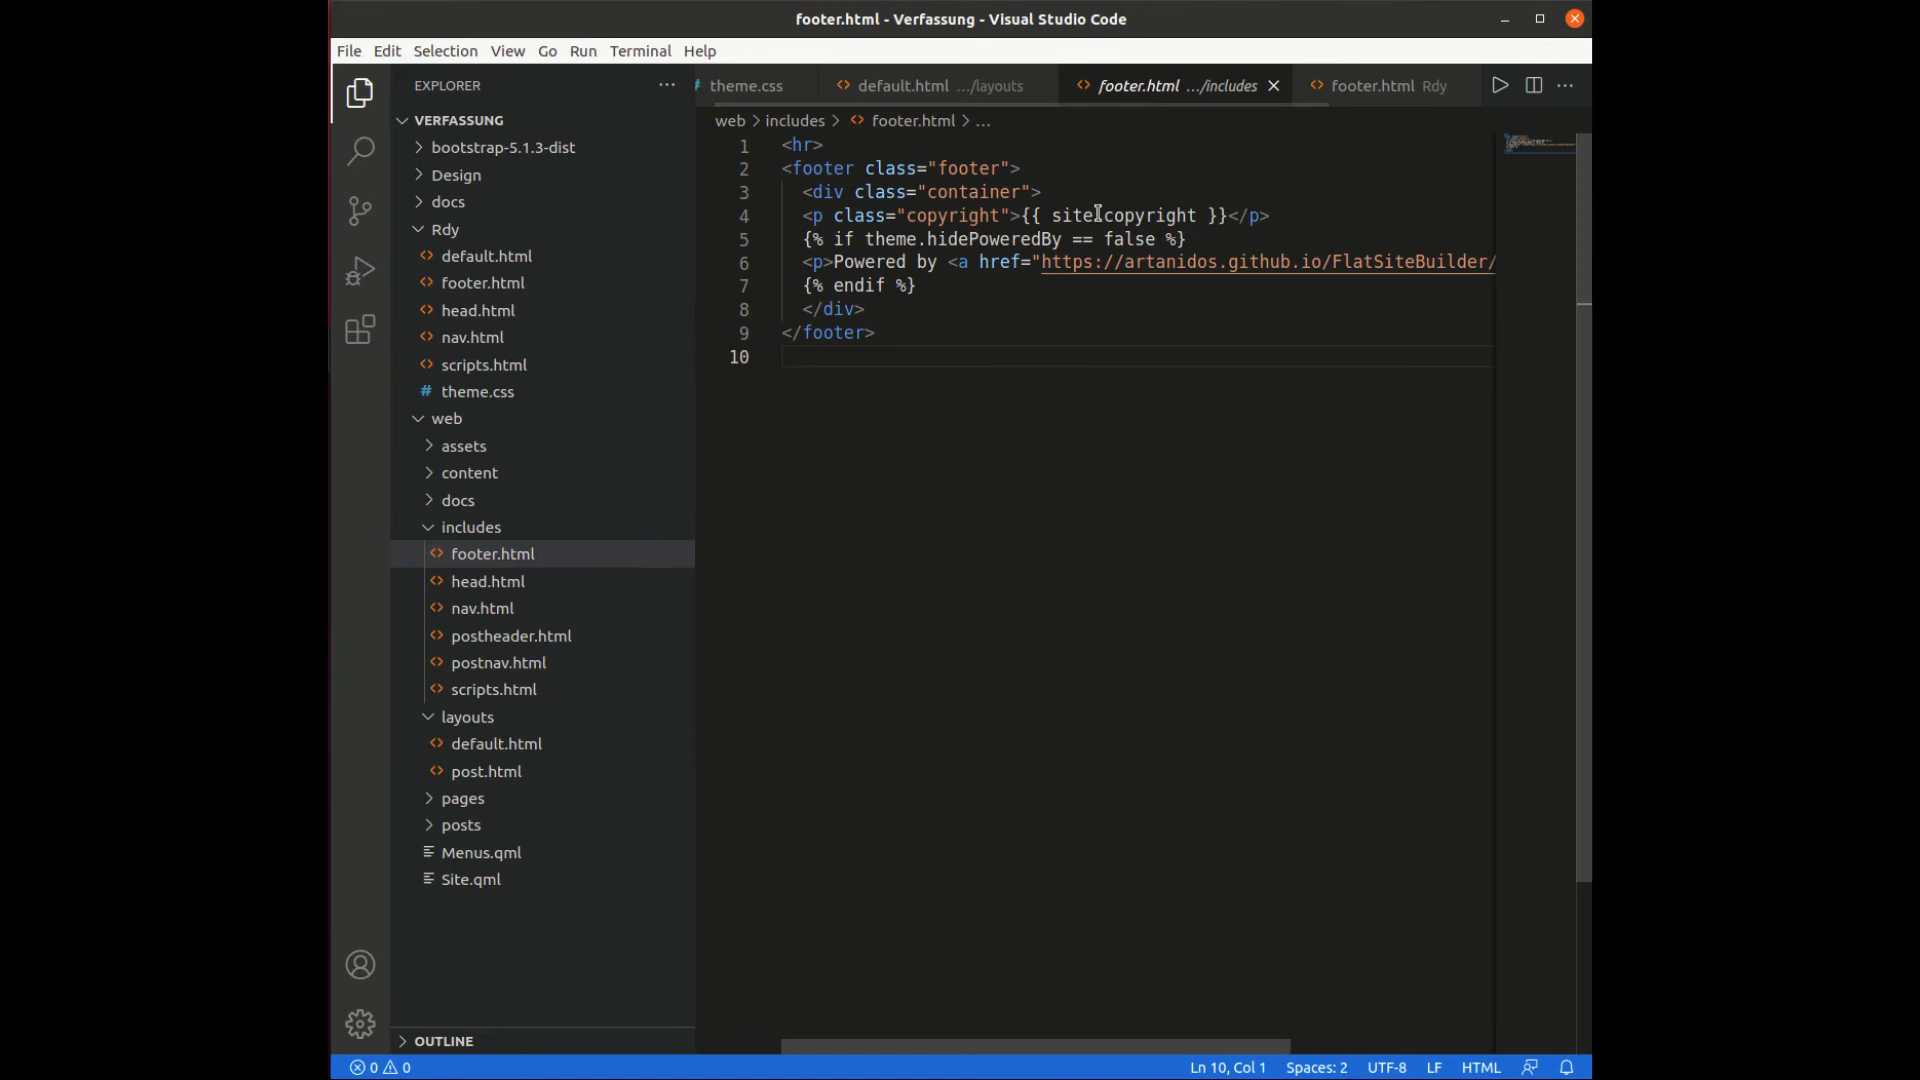 footer.html - Verfassung - Visual Studio Code
File Edit Selection View Go Run Terminal Help
EXPLORER
theme.css
default.html .../layouts
footer.html .../includes
footer.html Rdy
web > includes > footer.html > ...
VERFASSUNG
bootstrap-5.1.3-dist
Design
docs
Rdy
default.html
footer.html
head.html
nav.html
scripts.html
# theme.css
web
assets
content
docs
includes
footer.html
head.html
nav.html
postheader.html
postnav.html
scripts.html
layouts
default.html
post.html
pages
posts
Menus.qml
Site.qml
OUTLINE
1 <hr>
2 <footer class="footer">
3 <div class="container">
4 <p class="copyright">{{ site.copyright }}</p>
5 {% if theme.hidePoweredBy == false %}
6 <p>Powered by <a href="https://artanidos.github.io/FlatSiteBuilder/
7 {% endif %}
8 </div>
9 </footer>
10
0 0
Ln 10, Col 1 Spaces: 2 UTF-8 LF HTML